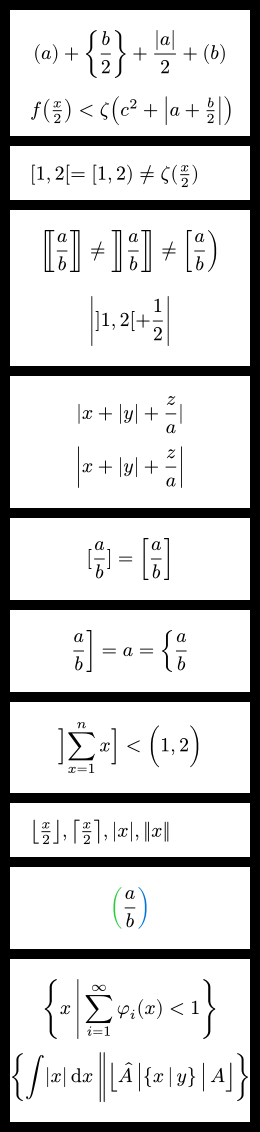 (a) + {b/2} + |a|/2 + (b)
f(x/2) < ζ(c² + |a + b/2|)
[1, 2[= [1, 2) ≠ ζ(x/2)
⟦a/b⟧ ≠ ⟧a/b⟧ ≠ [a/b)
|]1, 2[+1/2|
|x + |y| + z/a|
|x + |y| + z/a|
[a/b] = [a/b]
a/b] = a = {a/b
]∑_{x=1}^{n} x] < (1, 2)
⌊x/2⌋, ⌈x/2⌉, |x|, ‖x‖
(a/b)
{x | ∑_{i=1}^{∞} φᵢ(x) < 1}
{∫|x| dx ‖ ⌊Â |{x | y} | A⌋}